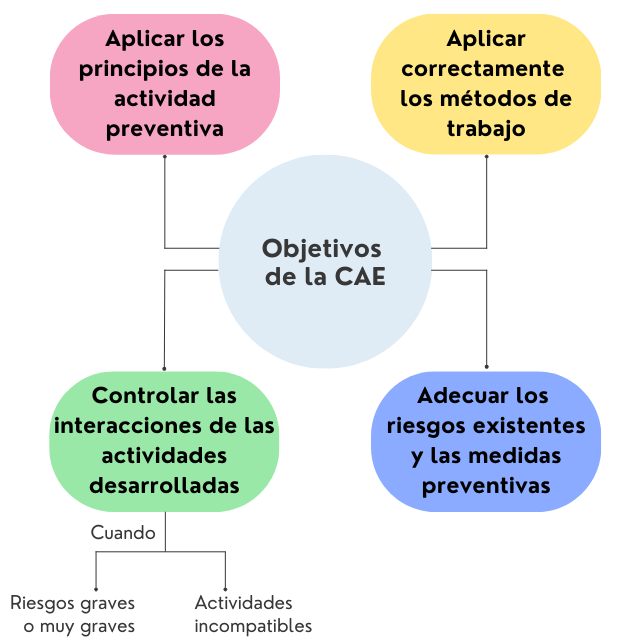 Aplicar los
principios de la
actividad
preventiva
Aplicar
correctamente
los métodos de
trabajo
Objetivos
de la CAE
Controlar las
interacciones de las
actividades
desarrolladas
Adecuar los
riesgos existentes
y las medidas
preventivas
Cuando
Riesgos graves
o muy graves
Actividades
incompatibles